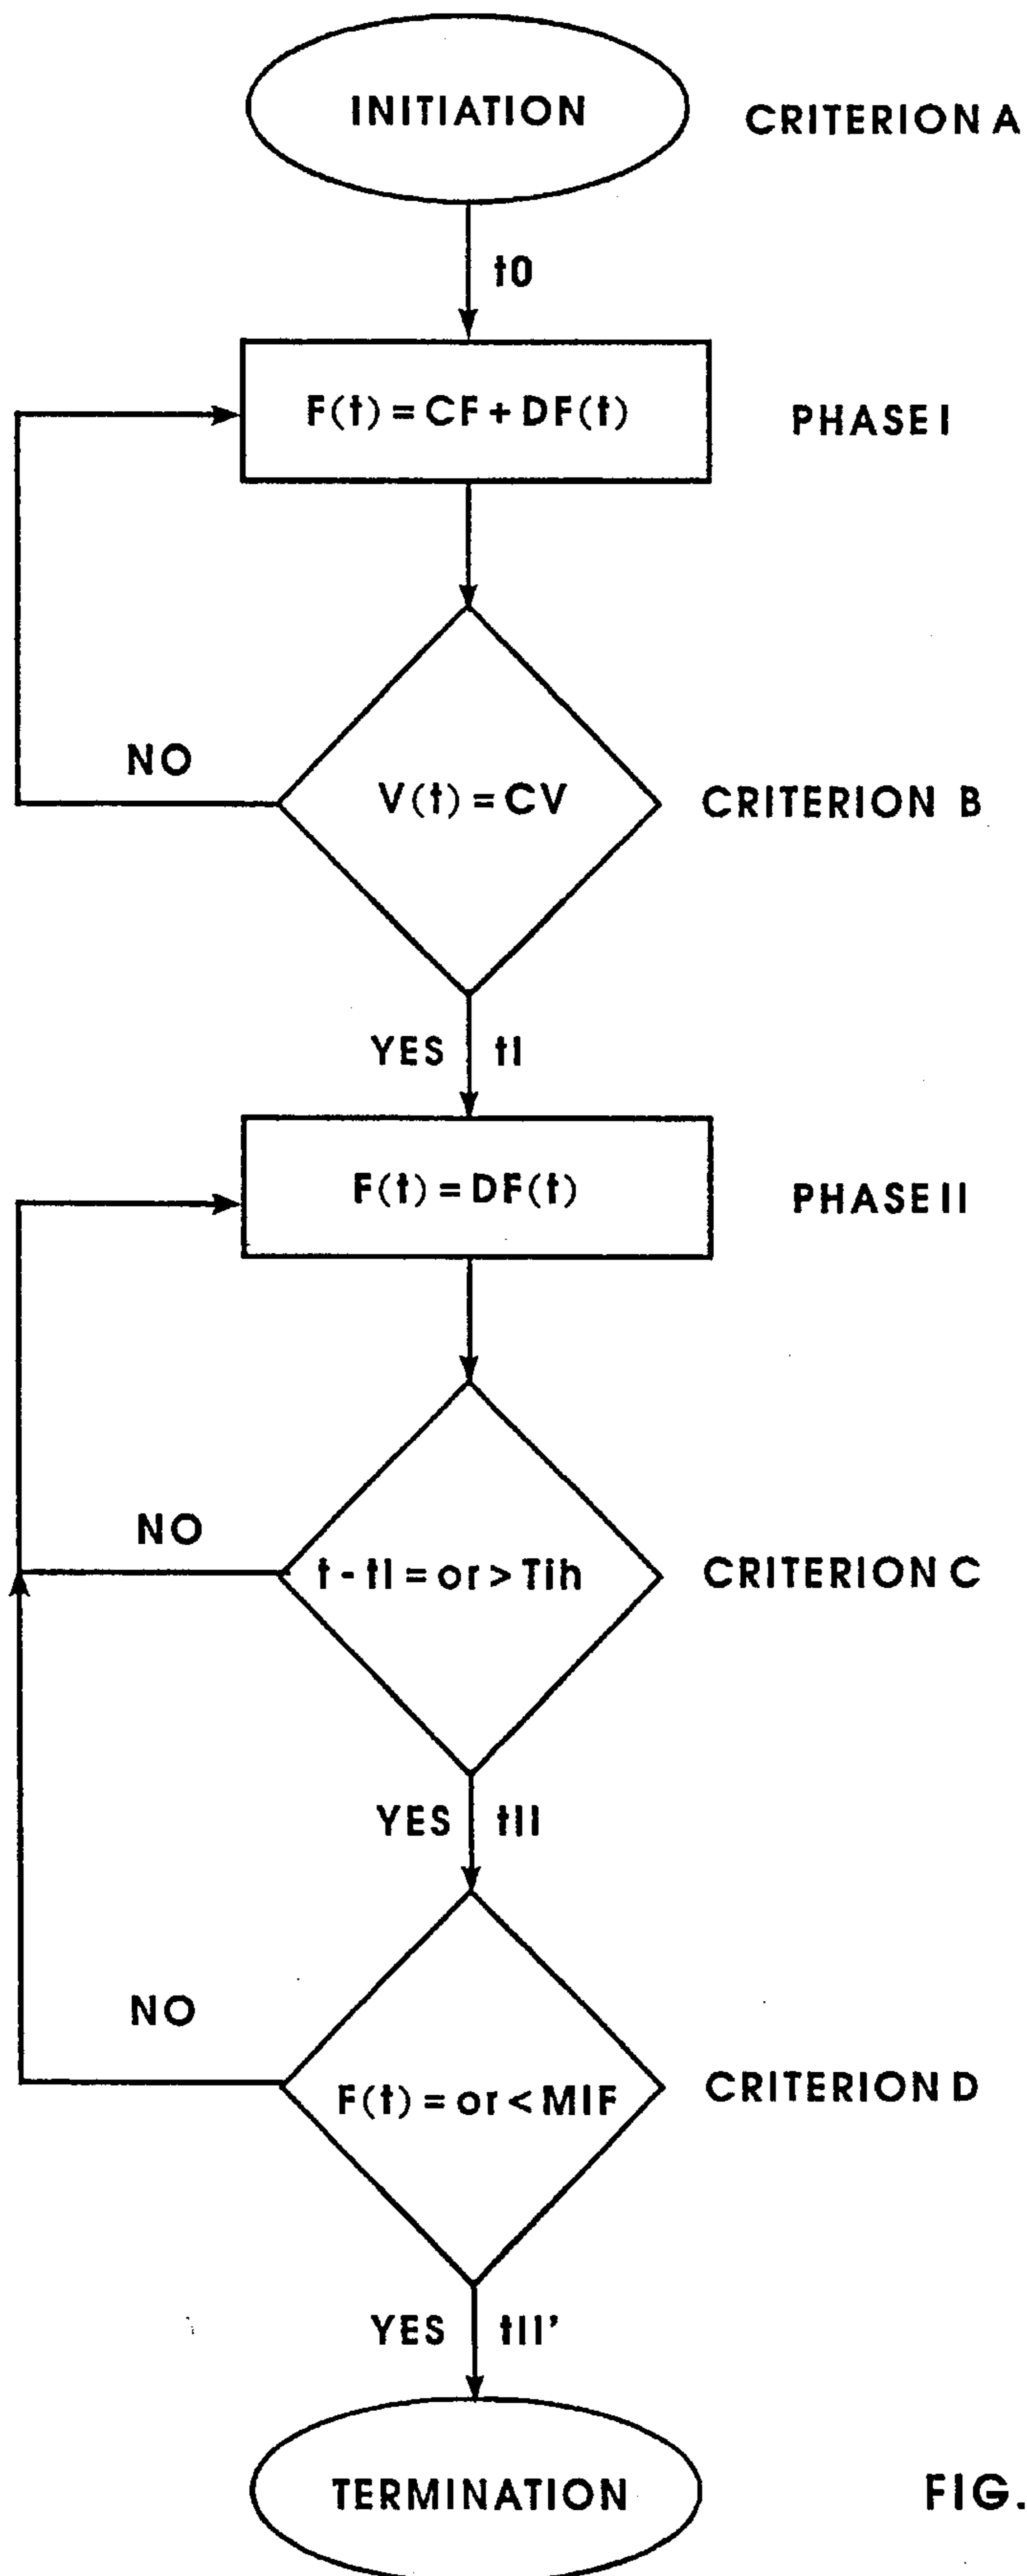 INITIATION
CRITERION A
t0
F(t) = CF + DF(t)
PHASE I
NO
V(t) = CV
CRITERION B
YES tI
F(t) = DF(t)
PHASE II
NO
t - tI = or > Tih
CRITERION C
YES tII
NO
F(t) = or < MIF
CRITERION D
YES tII'
TERMINATION
FIG.